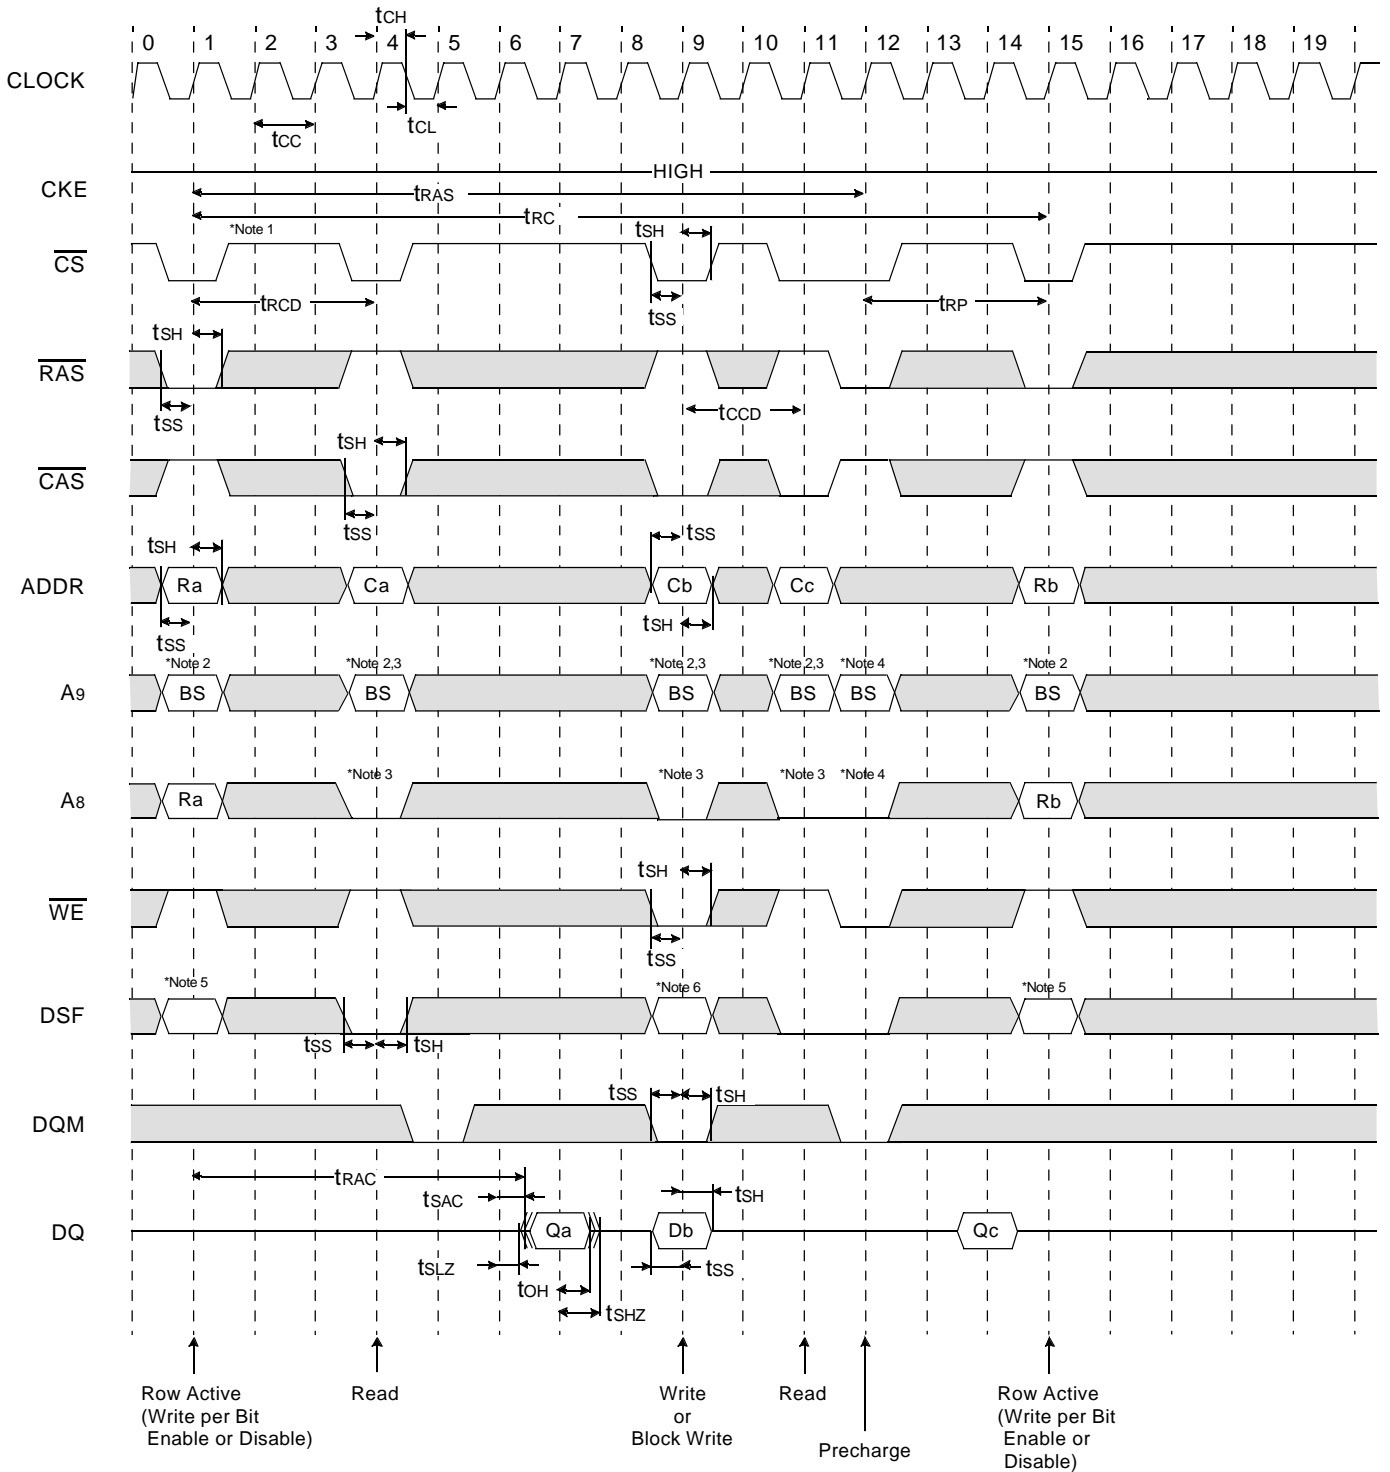 tCH
0 1 2 3 4 5 6 7 8 9 10 11 12 13 14 15 16 17 18 19
CLOCK
tCL
tCC
HIGH
CKE
tRAS
tRC
*Note 1
tSH
CS
tRCD
tSS
tRP
tSH
RAS
tSS
tCCD
tSH
CAS
tSS
tSS
tSH
ADDR
Ra Ca Cb Cc Rb
tSS
tSH
*Note 2 *Note 2,3 *Note 2,3 *Note 2,3 *Note 4 *Note 2
A9
BS BS BS BS BS BS
*Note 3 *Note 3 *Note 3 *Note 4
A8
Ra Rb
tSH
WE
tSS
*Note 5 *Note 6 *Note 5
DSF
tSS tSH
tSS tSH
DQM
tRAC
tSAC tSH
DQ
Qa Db Qc
tSLZ tSS
tOH
tSHZ
Row Active
(Write per Bit
Enable or Disable)
Read
Write
or
Block Write
Read
Precharge
Row Active
(Write per Bit
Enable or
Disable)